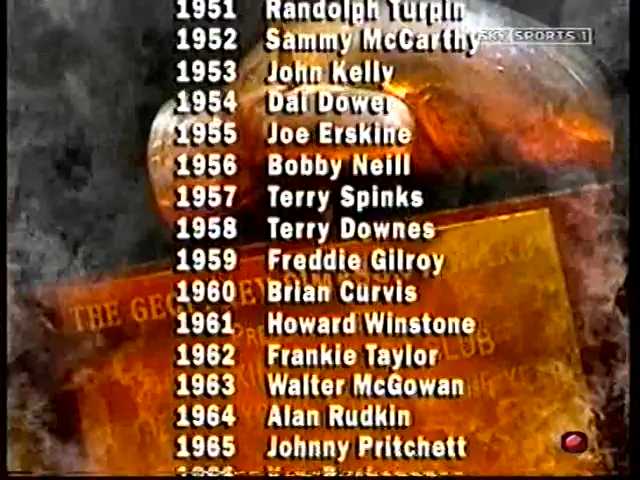 1951 Randolph Turpin
SKY SPORTS 1
1952 Sammy McCarthy
1953 John Kelly
1954 Dai Dower
1955 Joe Erskine
1956 Bobby Neill
1957 Terry Spinks
1958 Terry Downes
1959 Freddie Gilroy
1960 Brian Curvis
THE
1961 Howard Winstone
1962 Frankie Taylor
CLUB
1963 Walter McGowan
1964 Alan Rudkin
1965 Johnny Pritchett